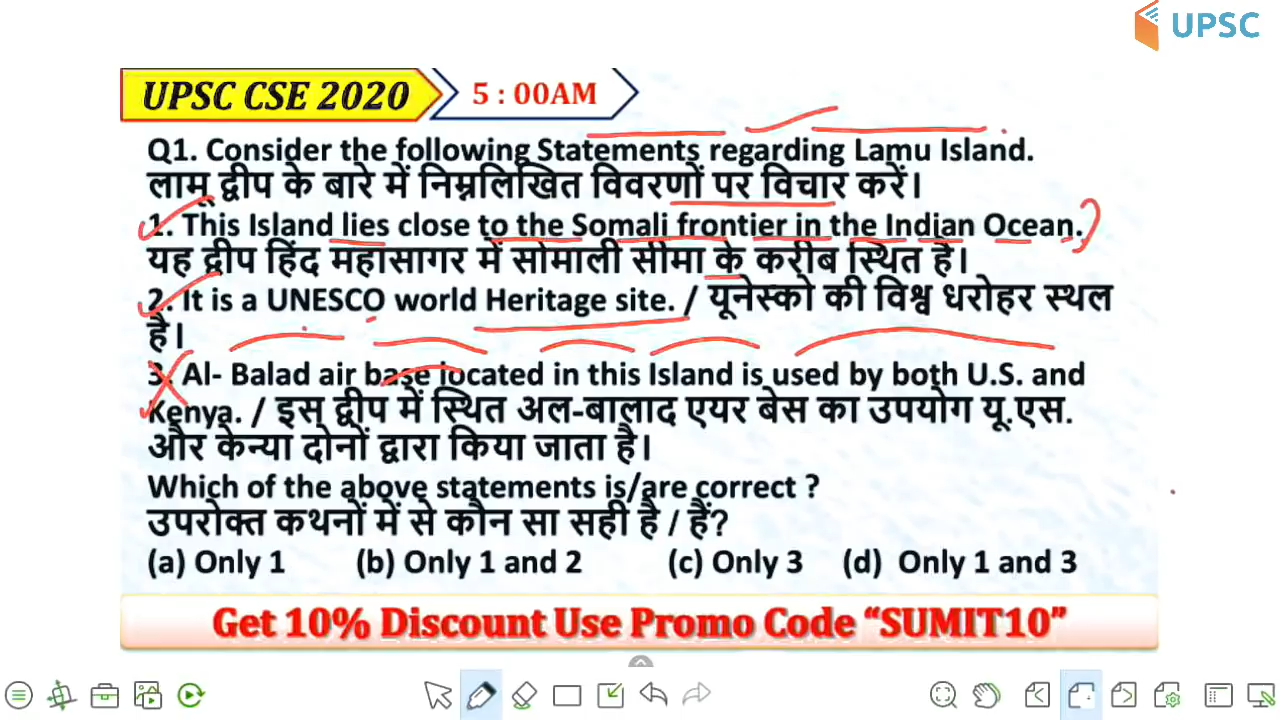 UPSC
UPSC CSE 2020
5 : 00AM
Q1. Consider the following Statements regarding Lamu Island.
लामू द्वीप के बारे में निम्नलिखित विवरणों पर विचार करें।
1. This Island lies close to the Somali frontier in the Indian Ocean.
यह द्वीप हिंद महासागर में सोमाली सीमा के करीब स्थित है।
2. It is a UNESCO world Heritage site. / यूनेस्को की विश्व धरोहर स्थल
है।
3. Al- Balad air base located in this Island is used by both U.S. and
Kenya. / इस द्वीप में स्थित अल-बालाद एयर बेस का उपयोग यू.एस.
और केन्या दोनों द्वारा किया जाता है।
Which of the above statements is/are correct ?
उपरोक्त कथनों में से कौन सा सही है / हैं?
(a) Only 1 (b) Only 1 and 2 (c) Only 3 (d) Only 1 and 3
Get 10% Discount Use Promo Code “SUMIT10”